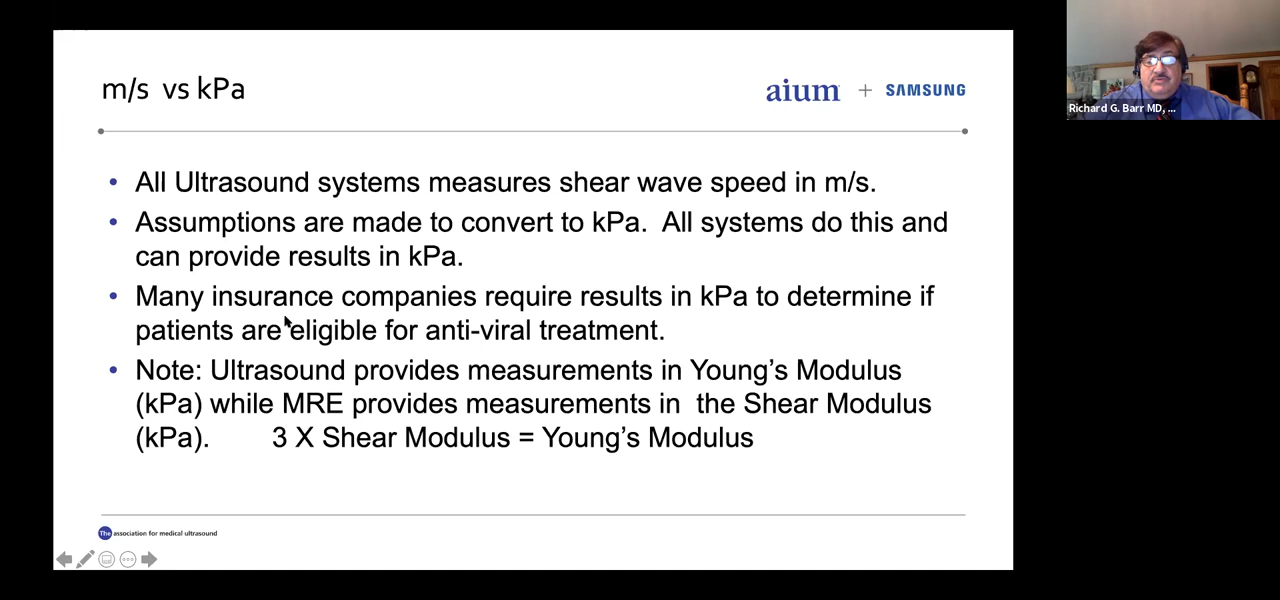 m/s vs kPa
aium + SAMSUNG
Richard G. Barr MD, ...
• All Ultrasound systems measures shear wave speed in m/s.
• Assumptions are made to convert to kPa. All systems do this and
can provide results in kPa.
• Many insurance companies require results in kPa to determine if
patients are eligible for anti-viral treatment.
• Note: Ultrasound provides measurements in Young’s Modulus
(kPa) while MRE provides measurements in the Shear Modulus
(kPa). 3 X Shear Modulus = Young’s Modulus
The association for medical ultrasound